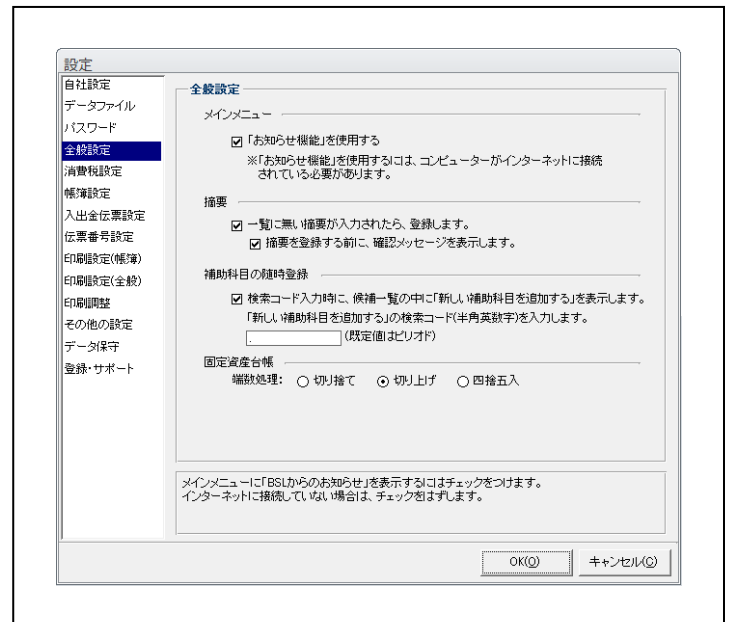 設定
自社設定
データファイル
パスワード
全般設定
消費税設定
帳簿設定
入出金伝票設定
伝票番号設定
印刷設定(帳簿)
印刷設定(全般)
印刷調整
その他の設定
データ保守
登録・サポート
全般設定
メインメニュー
「お知らせ機能」を使用する
※「お知らせ機能」を使用するには、コンピューターがインターネットに接続
されている必要があります。
摘要
一覧に無い摘要が入力されたら、登録します。
摘要を登録する前に、確認メッセージを表示します。
補助科目の随時登録
検索コード入力時に、候補一覧の中に「新しい補助科目を追加する」を表示します。
「新しい補助科目を追加する」の検索コード(半角英数字)を入力します。
. (既定値はピリオド)
固定資産台帳
端数処理: 切り捨て 切り上げ 四捨五入
メインメニューに「BSLからのお知らせ」を表示するにはチェックをつけます。
インターネットに接続していない場合は、チェックをはずします。
OK(O) キャンセル(C)